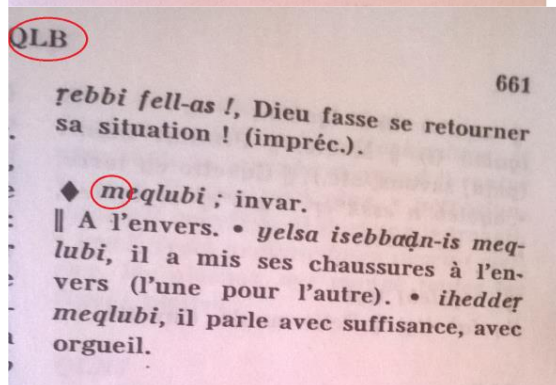 QLB
661
ṛebbi fell-as !, Dieu fasse se retourner
sa situation ! (impréc.).
◆ meqlubi ; invar.
‖ A l'envers. • yelsa isebbaḍn-is meq-
lubi, il a mis ses chaussures à l'en-
vers (l'une pour l'autre). • iheddeṛ
meqlubi, il parle avec suffisance, avec
orgueil.